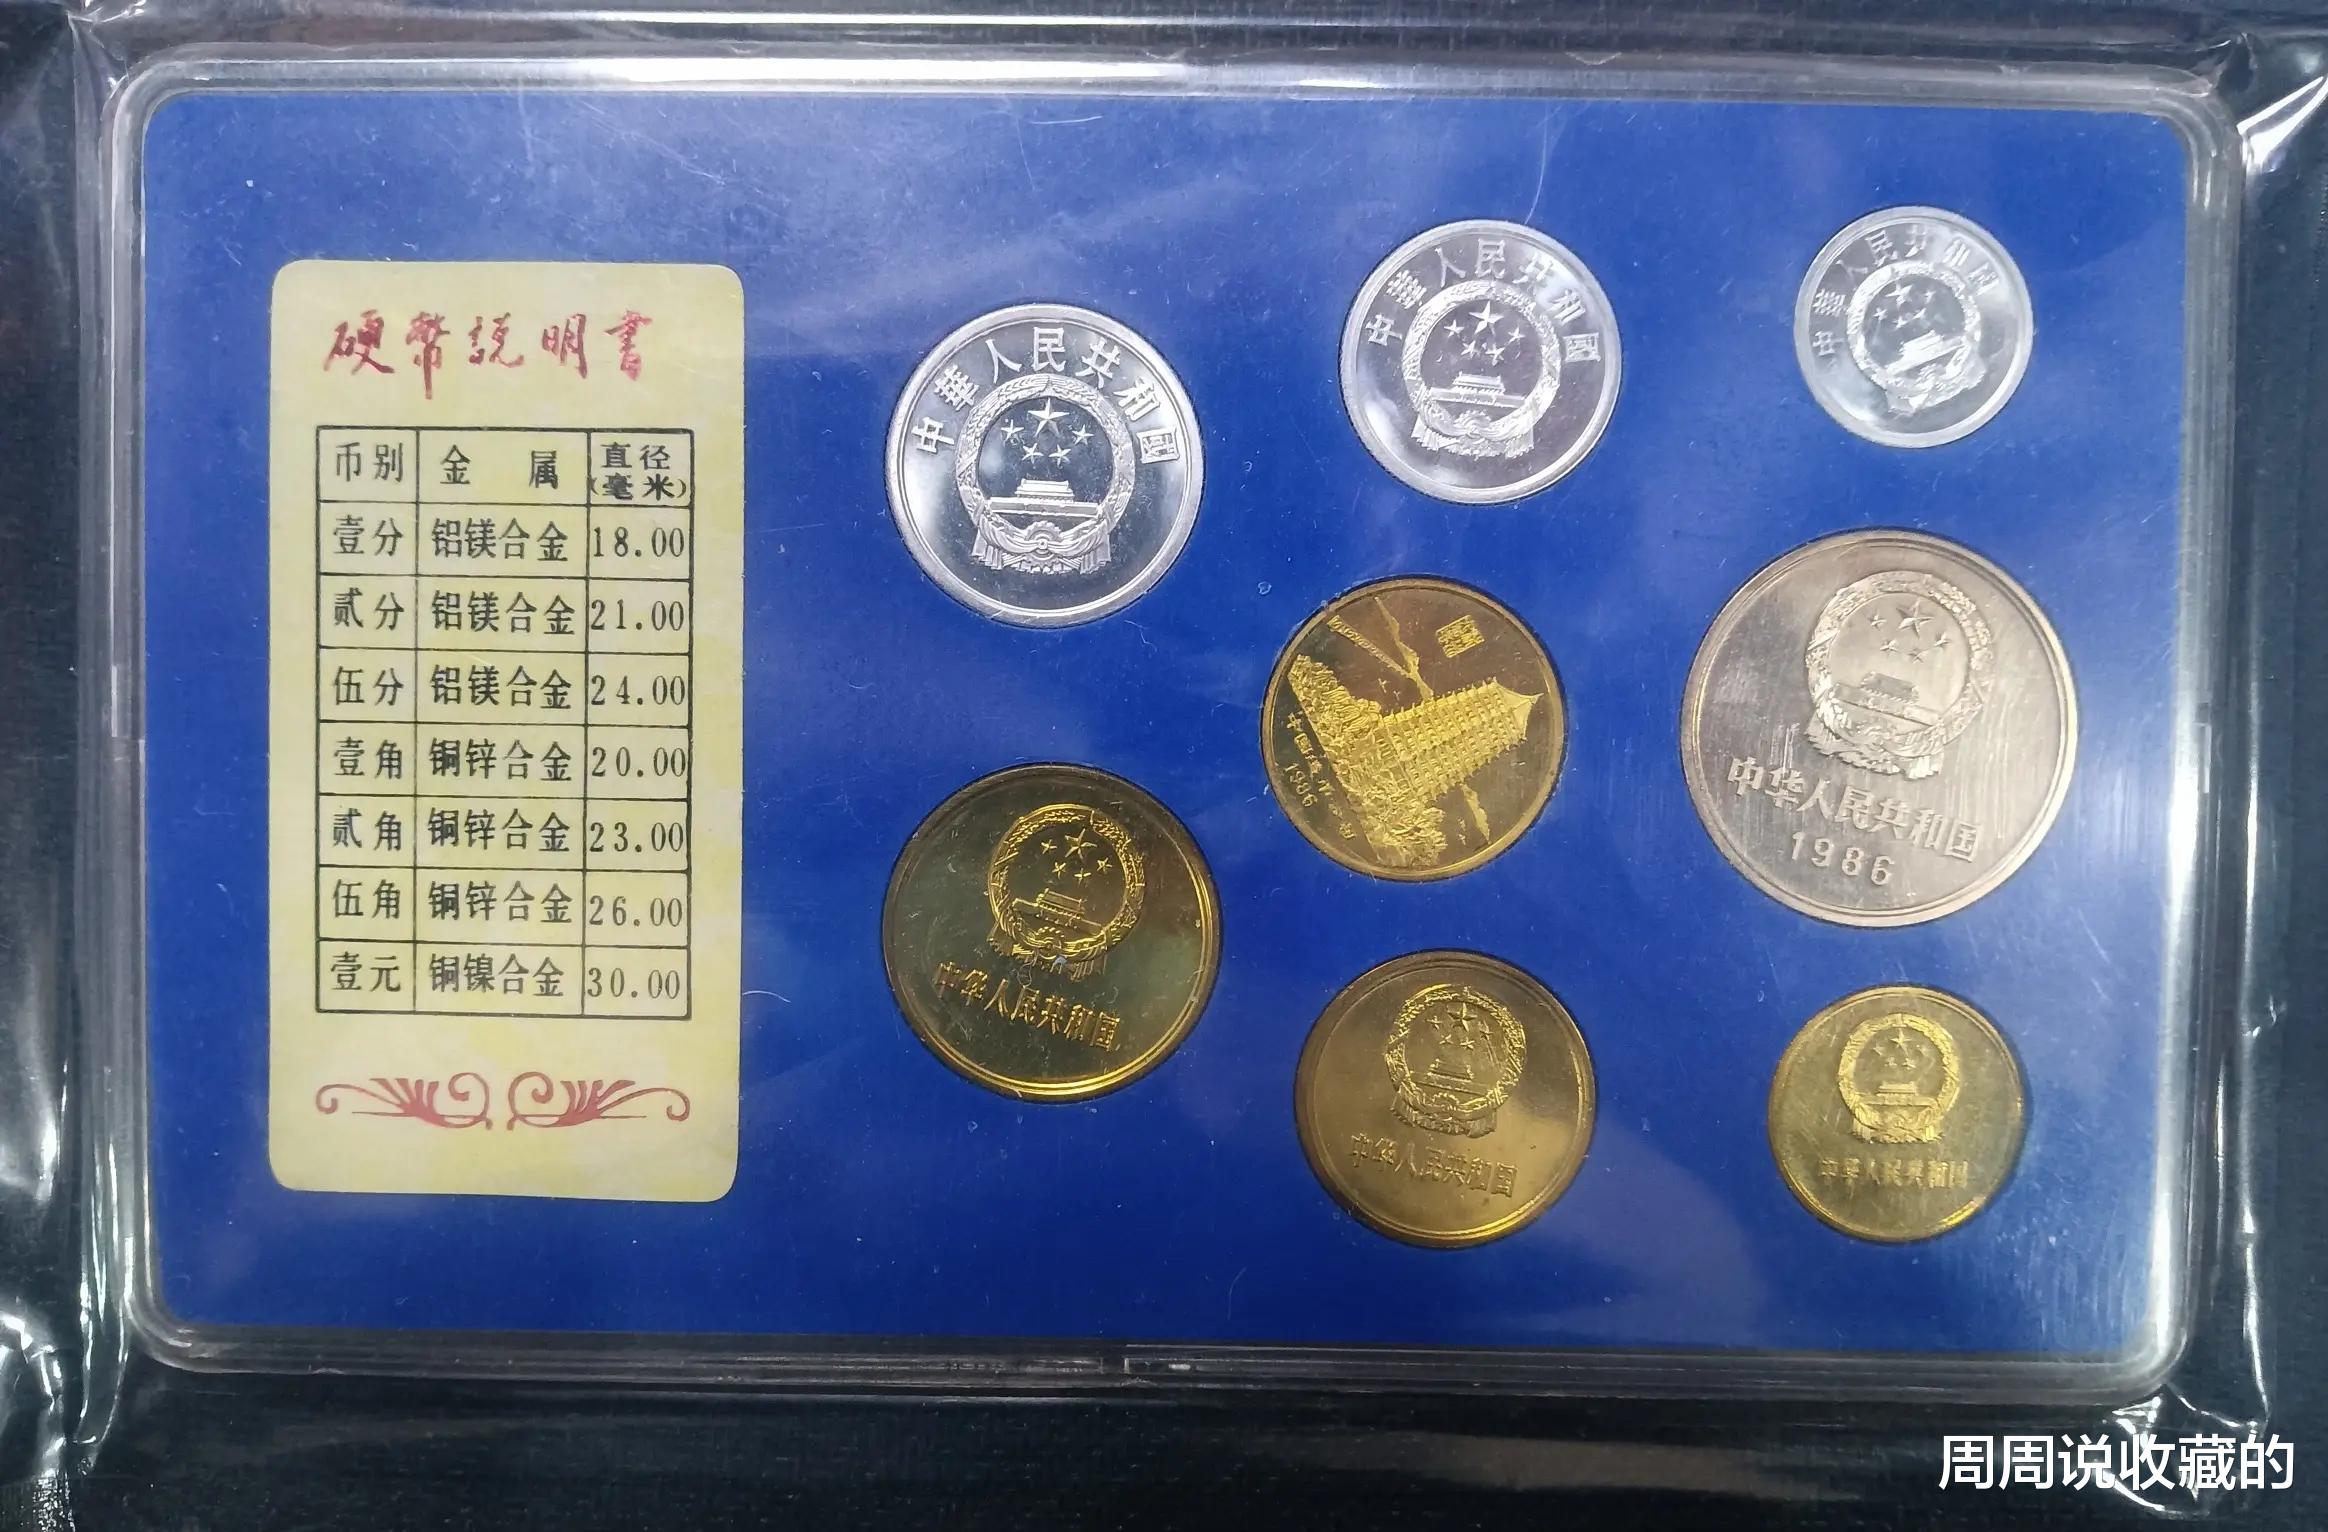 硬幣説明書
币别 金属 直径(毫米)
壹分 铝镁合金 18.00
贰分 铝镁合金 21.00
伍分 铝镁合金 24.00
壹角 铜锌合金 20.00
贰角 铜锌合金 23.00
伍角 铜锌合金 26.00
壹元 铜镍合金 30.00
中華人民共和國
中華人民共和國
中華人民共和國
1986
中华人民共和国
1986
中华人民共和国
中华人民共和国
中华人民共和国
周周说收藏的